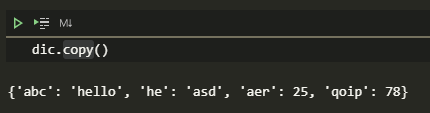 M↓
dic.copy()
{'abc': 'hello', 'he': 'asd', 'aer': 25, 'qoip': 78}